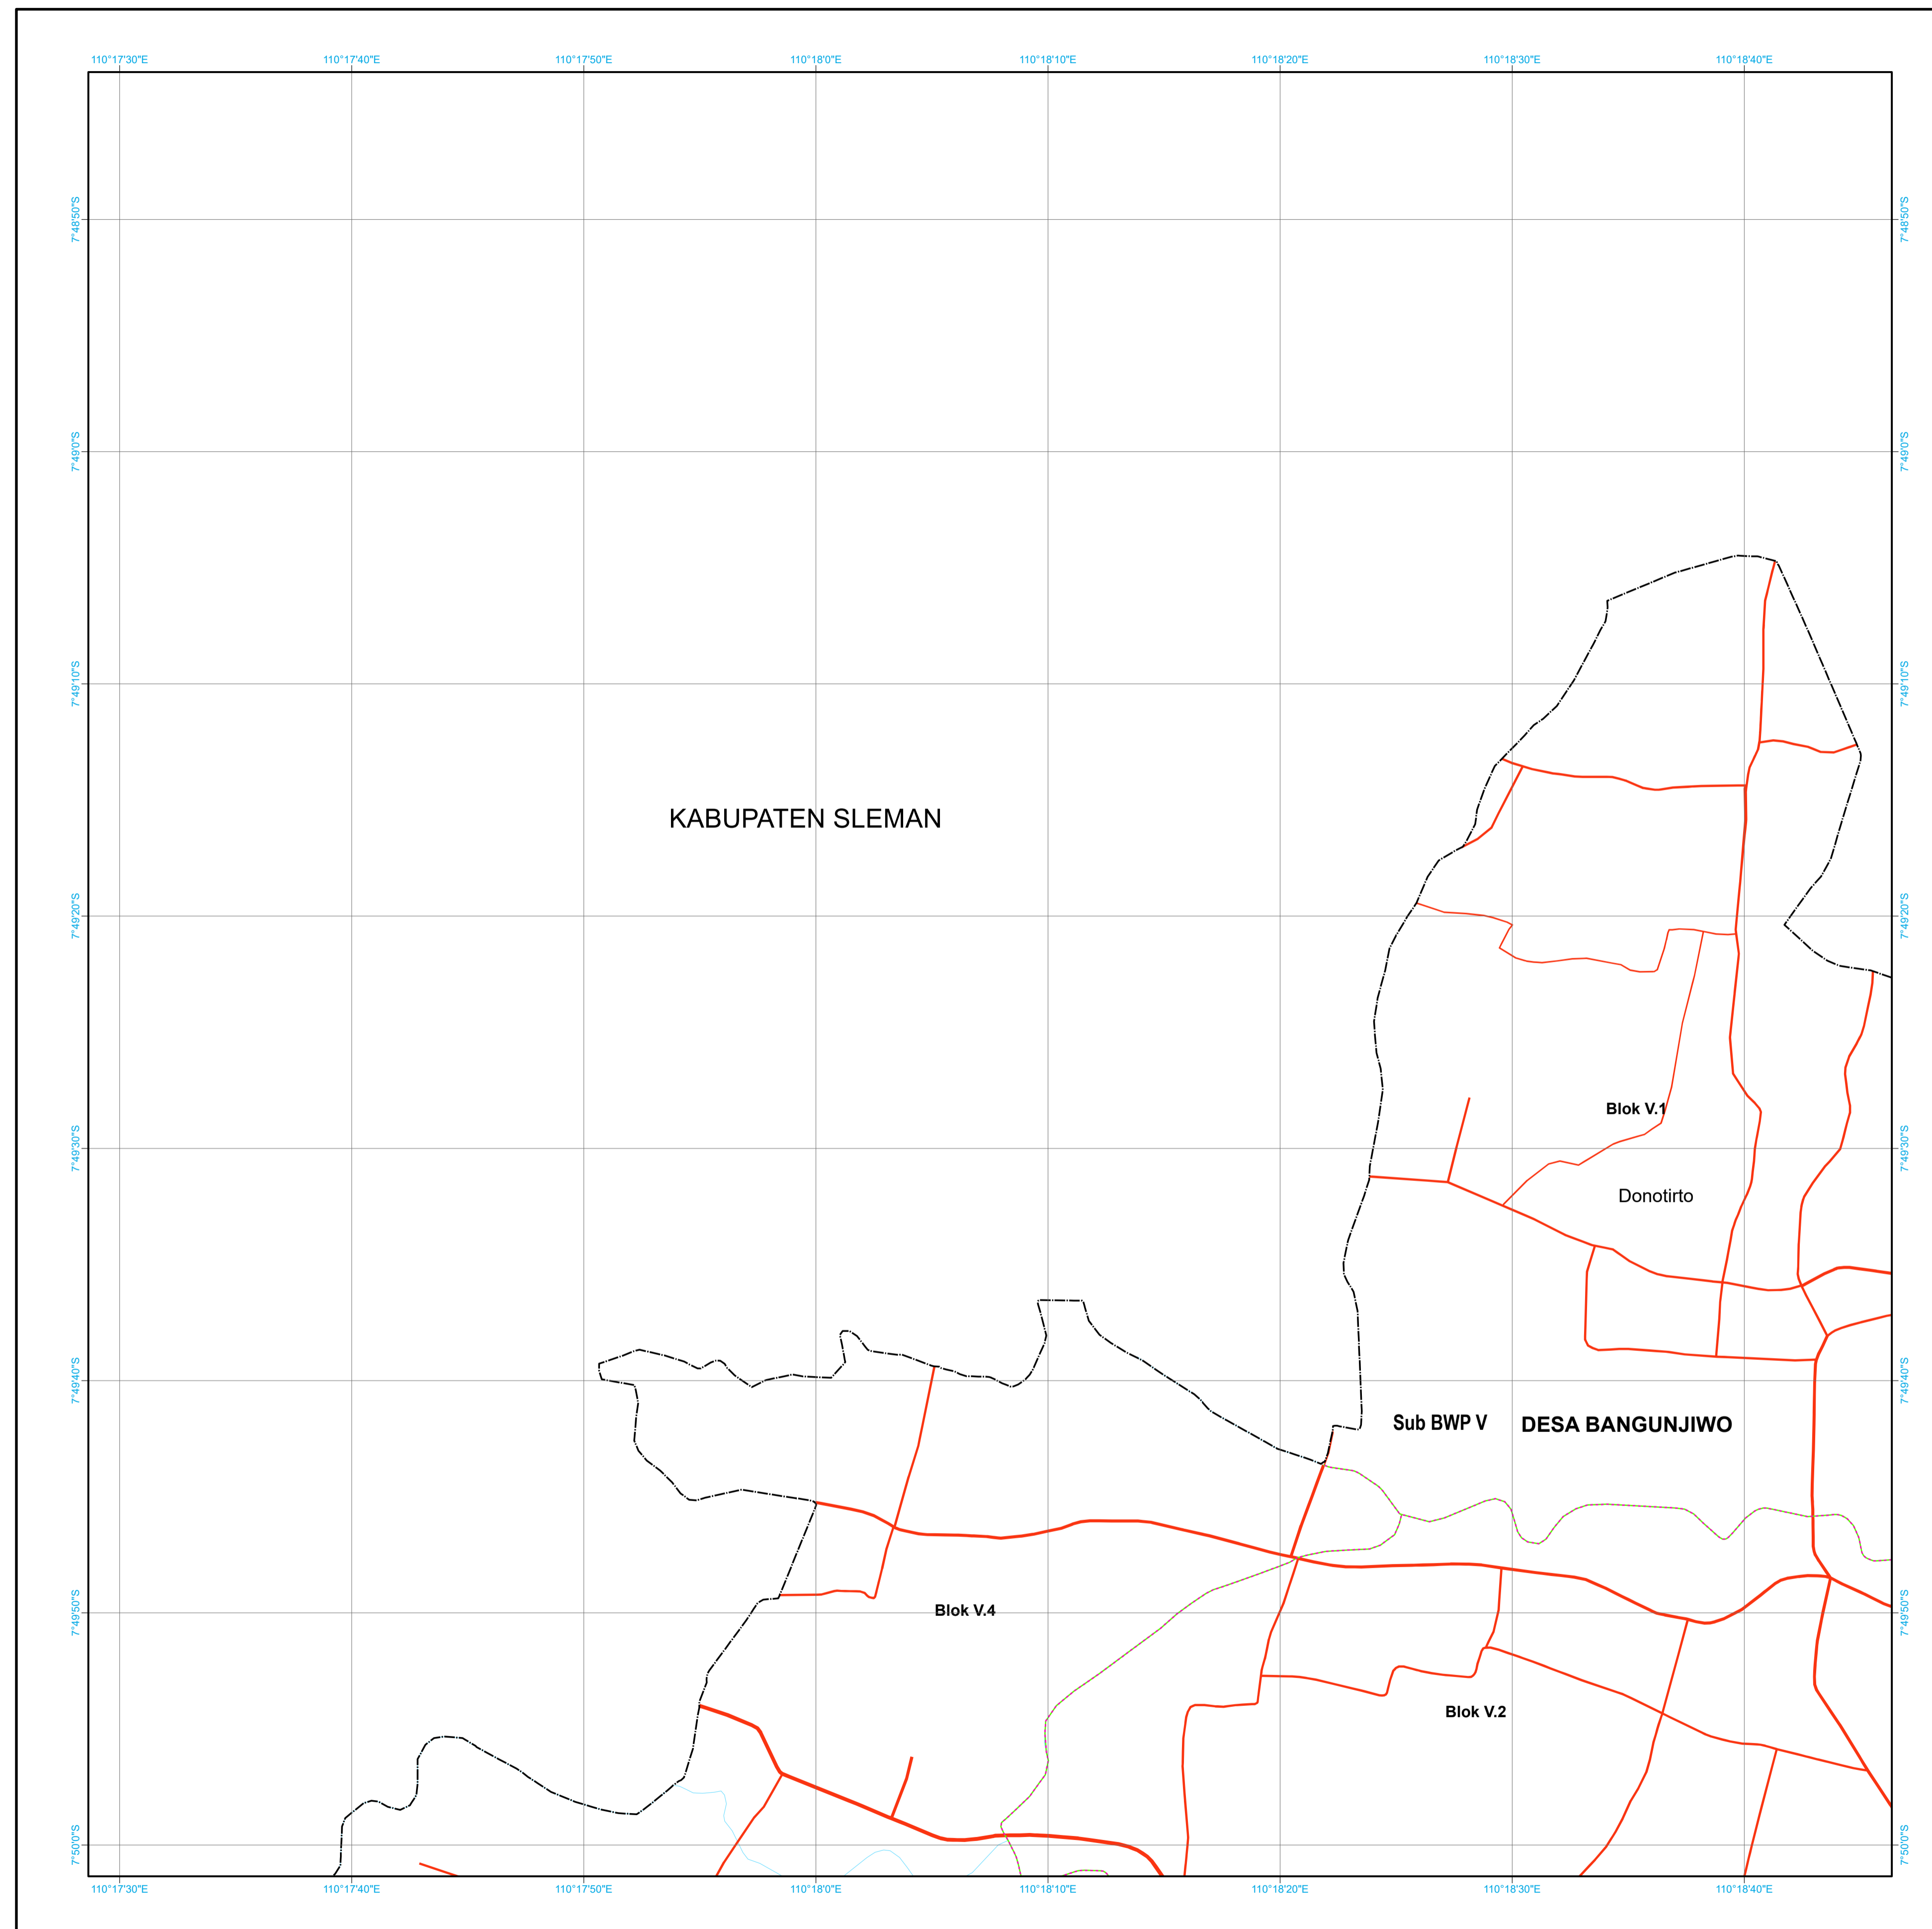 110°17'30"E 110°17'40"E 110°17'50"E 110°18'0"E 110°18'10"E 110°18'20"E 110°18'30"E 110°18'40"E
7°48'50"S 7°48'50"S
7°49'0"S 7°49'0"S
7°49'10"S 7°49'10"S
KABUPATEN SLEMAN
7°49'20"S 7°49'20"S
Blok V.1
7°49'30"S 7°49'30"S
Donotirto
7°49'40"S 7°49'40"S
Sub BWP V DESA BANGUNJIWO
Blok V.4
7°49'50"S 7°49'50"S
Blok V.2
7°50'0"S 7°50'0"S
110°17'30"E 110°17'40"E 110°17'50"E 110°18'0"E 110°18'10"E 110°18'20"E 110°18'30"E 110°18'40"E